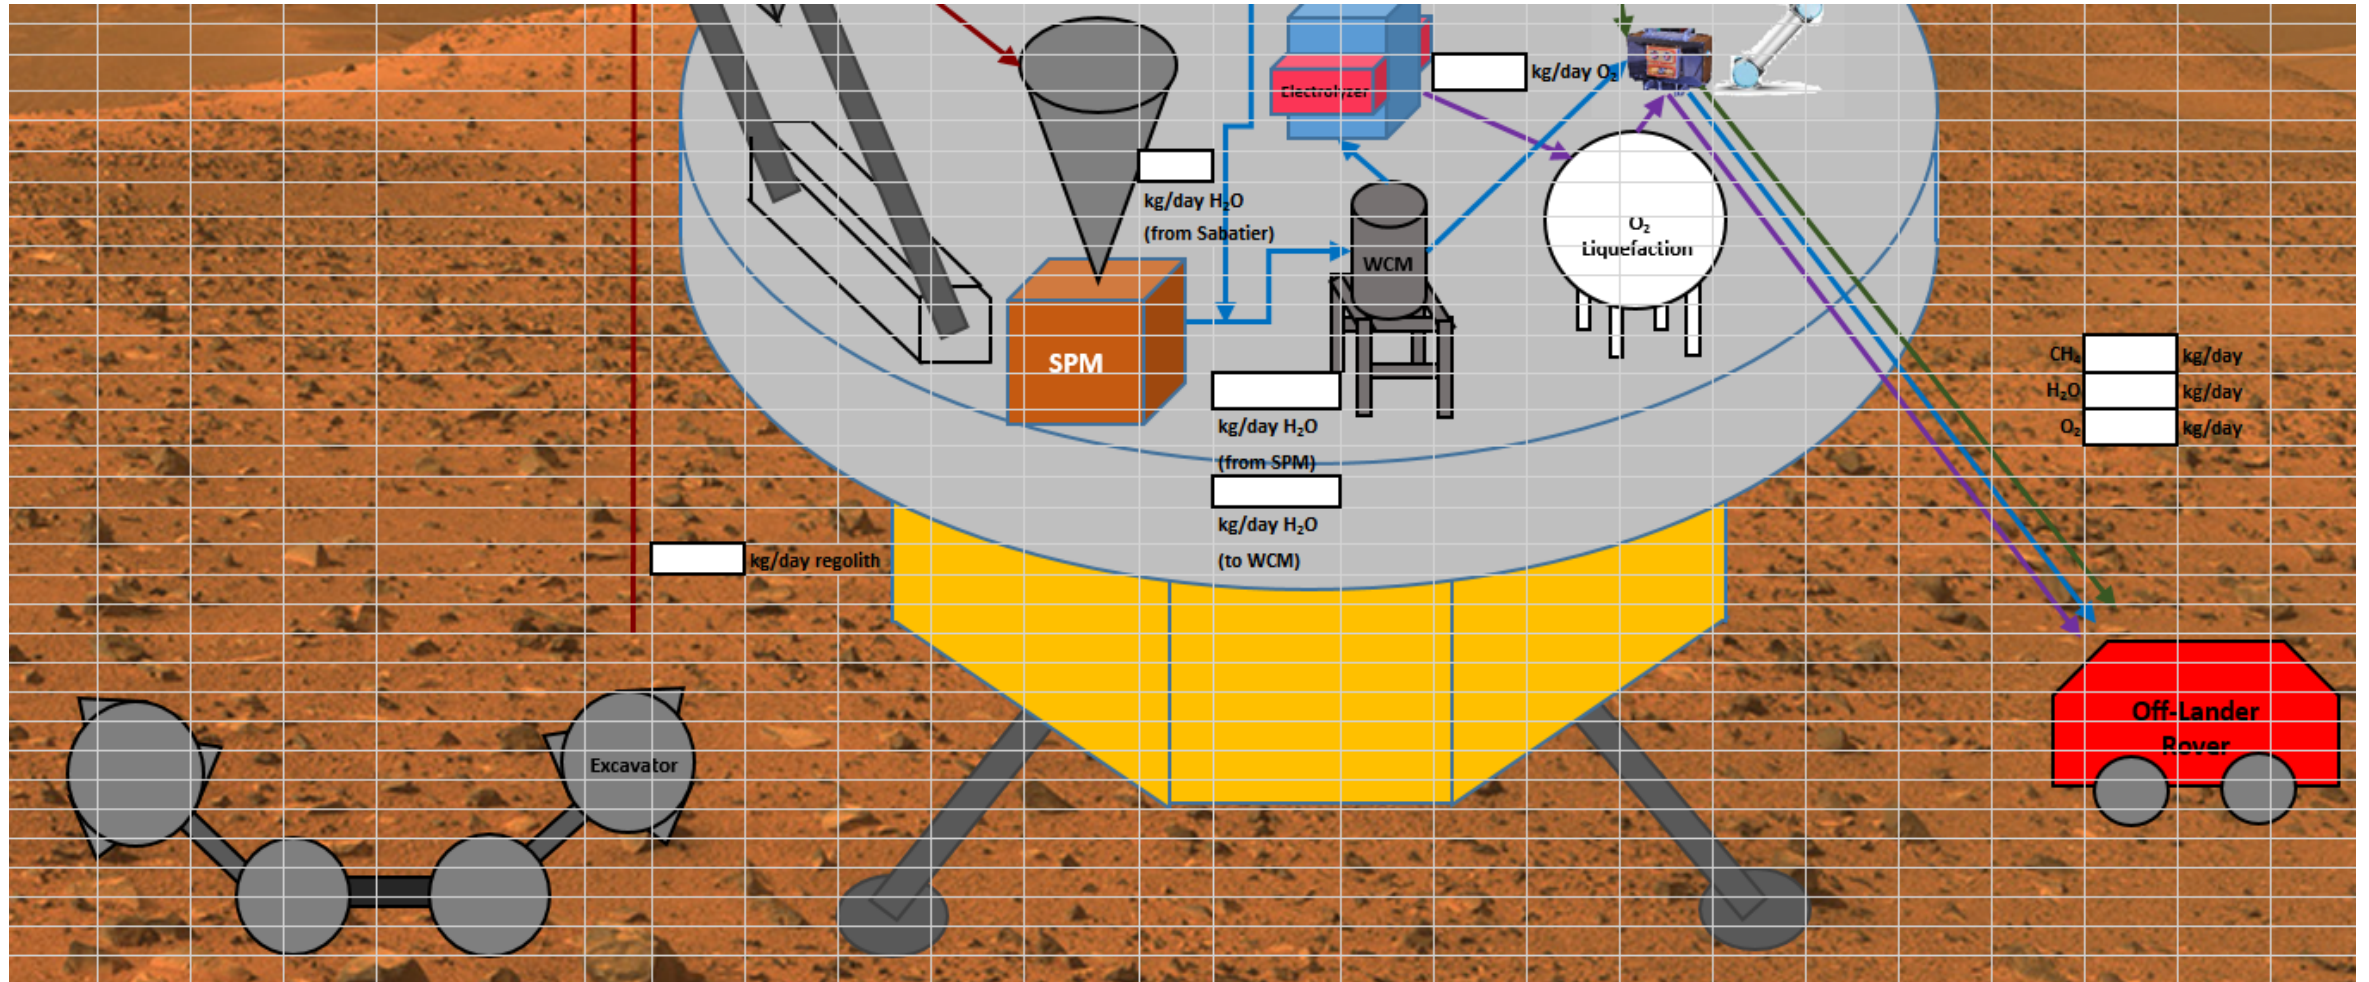 kg/day O₂
Electrolyzer
kg/day H₂O
(from Sabatier)
O₂
Liquefaction
WCM
SPM
CH₄ kg/day
H₂O kg/day
O₂ kg/day
kg/day H₂O
(from SPM)
kg/day H₂O
(to WCM)
kg/day regolith
Off-Lander
Rover
Excavator